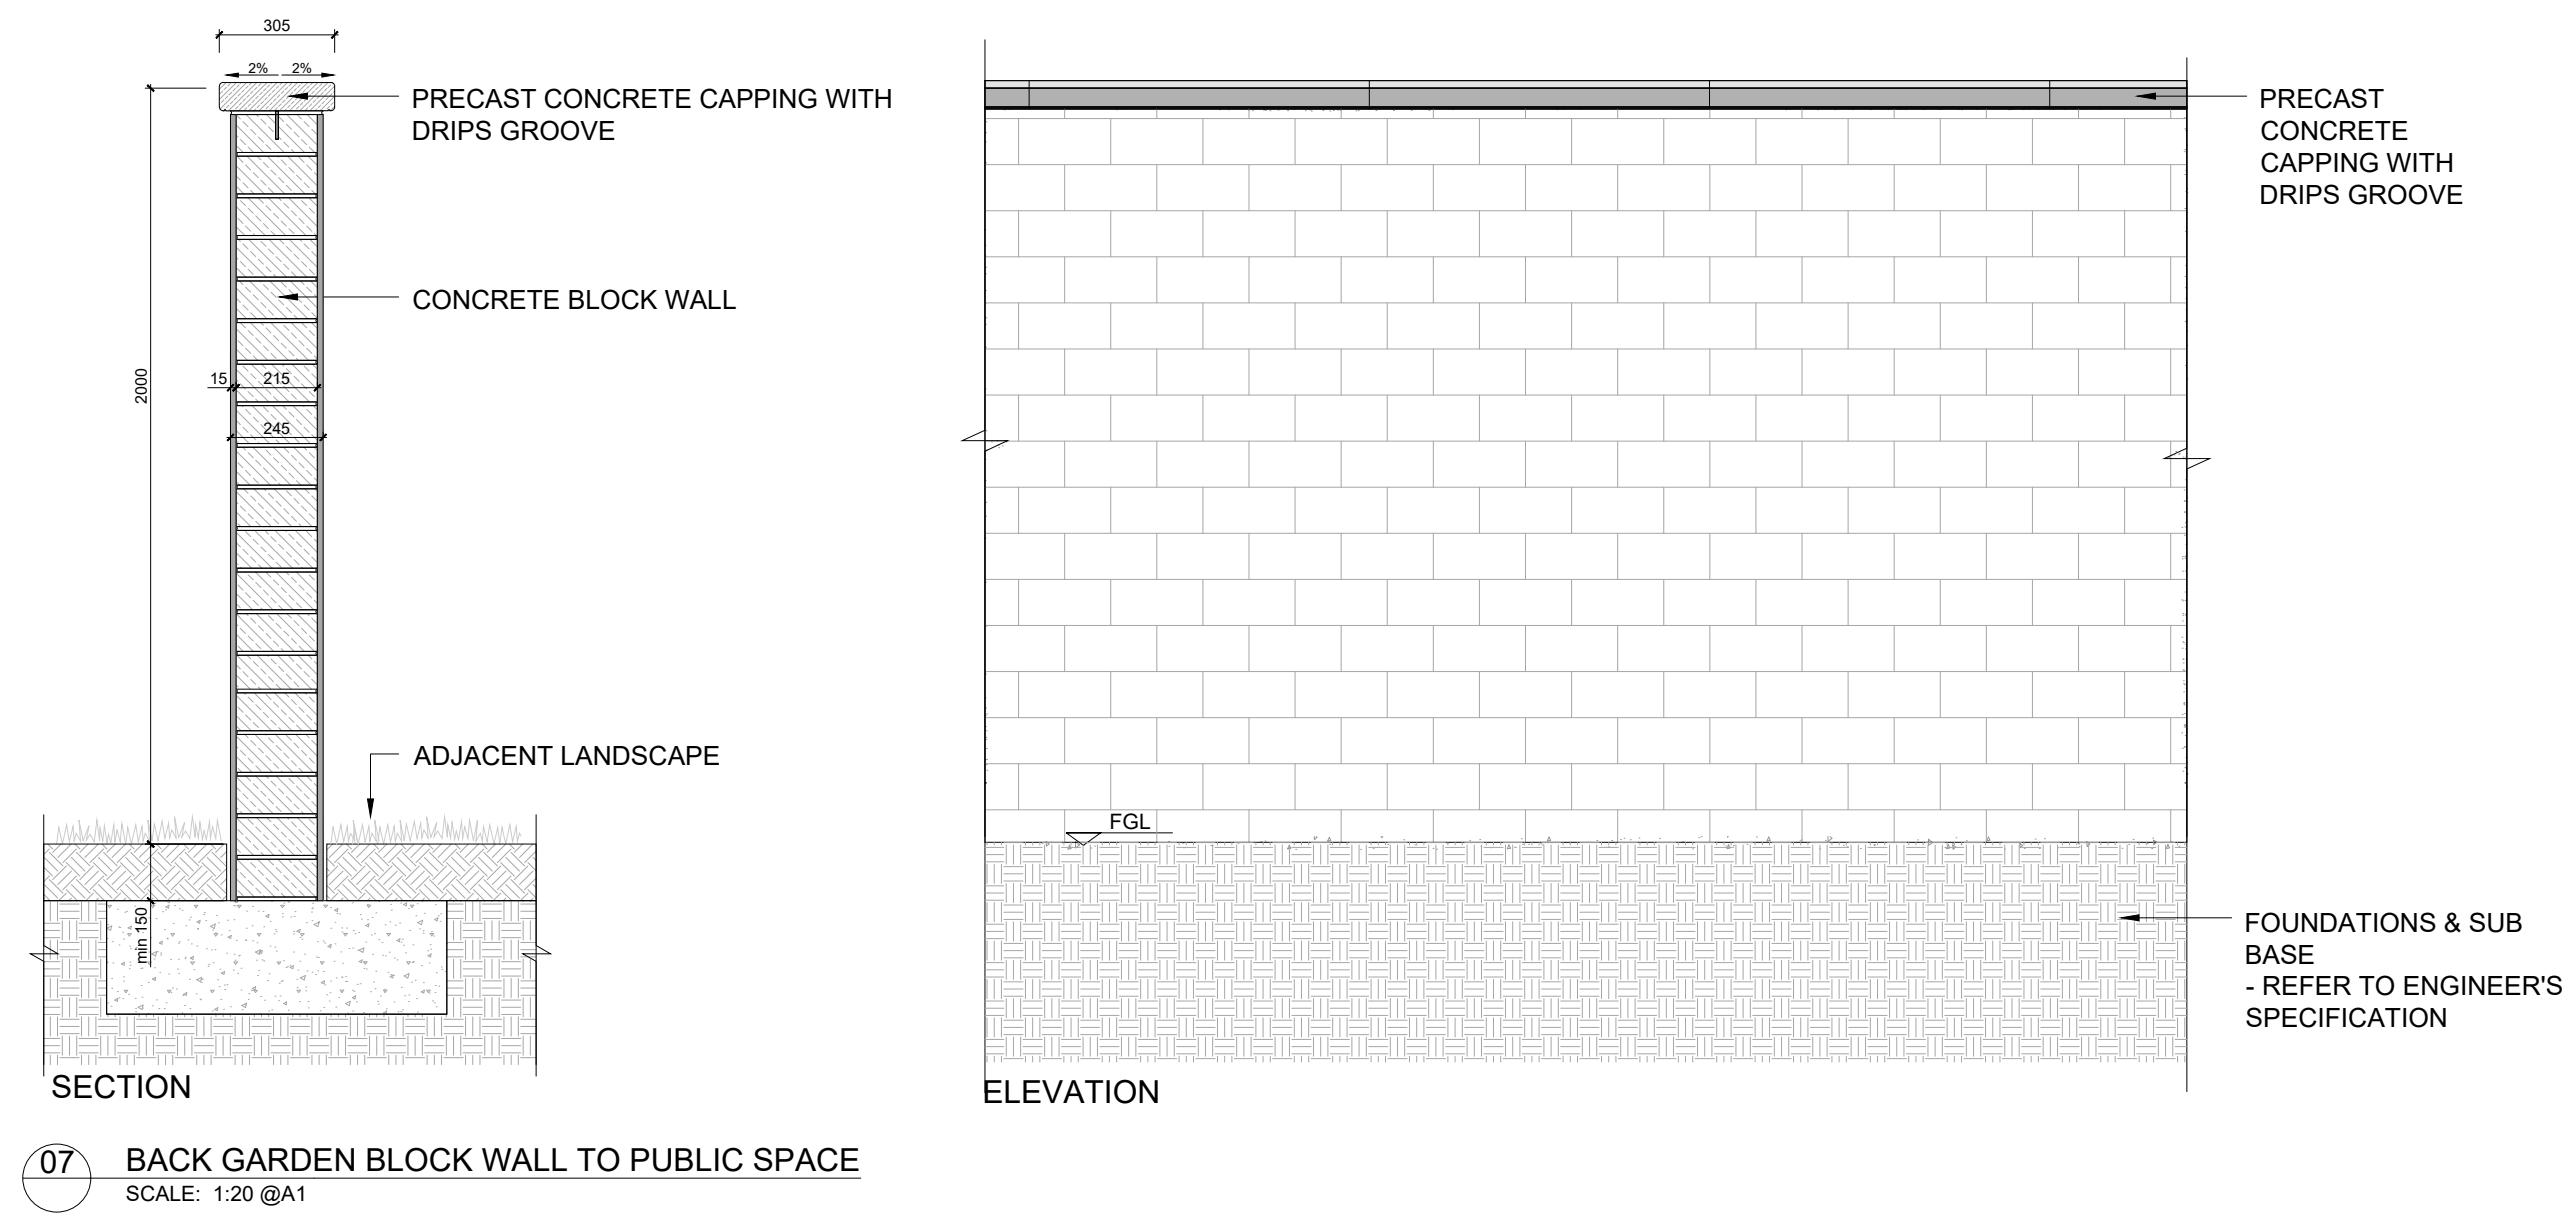 305
2% 2%
PRECAST CONCRETE CAPPING WITH
DRIPS GROOVE
CONCRETE BLOCK WALL
2000
15 215
245
ADJACENT LANDSCAPE
min 150
SECTION
PRECAST
CONCRETE
CAPPING WITH
DRIPS GROOVE
FGL
FOUNDATIONS & SUB
BASE
- REFER TO ENGINEER'S
SPECIFICATION
ELEVATION
07
BACK GARDEN BLOCK WALL TO PUBLIC SPACE
SCALE: 1:20 @A1